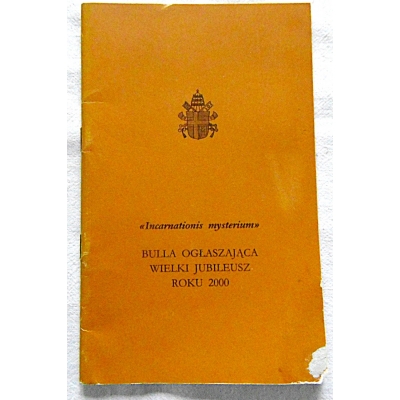 «Incarnationis mysterium»
BULLA OGŁASZAJĄCA
WIELKI JUBILEUSZ
ROKU 2000